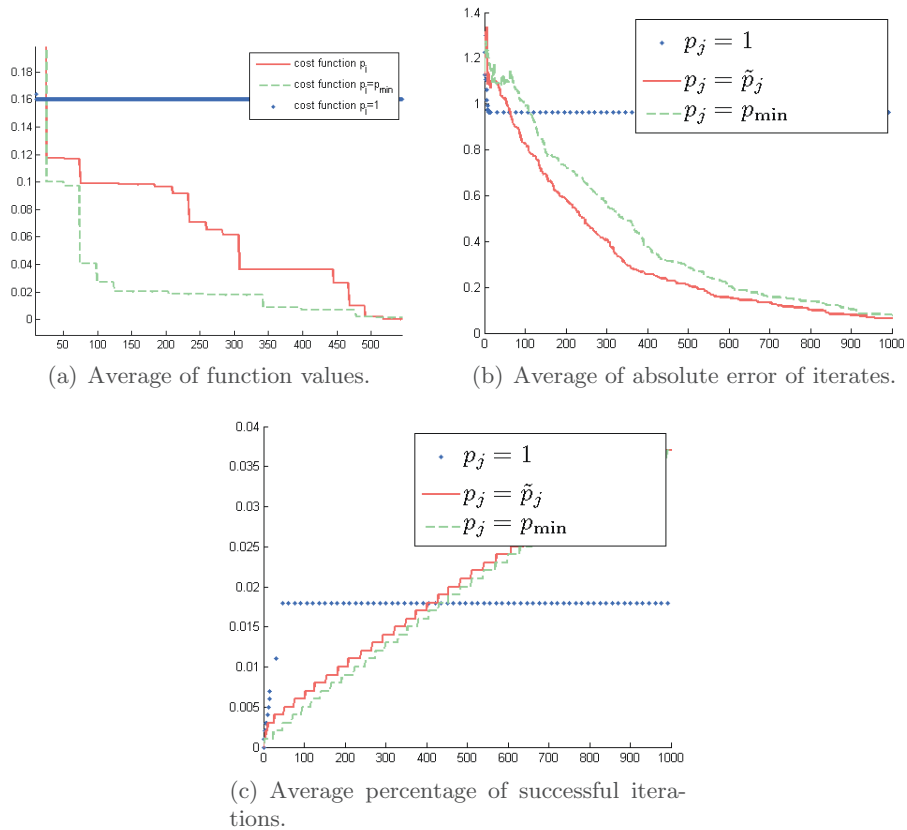 0.18
0.16
0.14
0.12
0.1
0.08
0.06
0.04
0.02
0
50 100 150 200 250 300 350 400 450 500
cost function p_i
cost function p_i=p_min
cost function p_i=1
(a) Average of function values.
1.4
1.2
1
0.8
0.6
0.4
0.2
0
0 100 200 300 400 500 600 700 800 900 1000
p_j = 1
p_j = p̃_j
p_j = p_min
(b) Average of absolute error of iterates.
0.04
0.035
0.03
0.025
0.02
0.015
0.01
0.005
0
0 100 200 300 400 500 600 700 800 900 1000
p_j = 1
p_j = p̃_j
p_j = p_min
(c) Average percentage of successful itera-
tions.